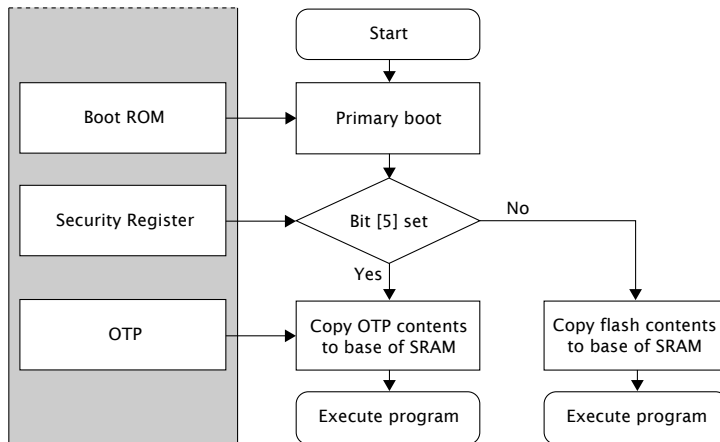 Start
Boot ROM
Primary boot
Security Register
Bit [5] set
No
Yes
OTP
Copy OTP contents
to base of SRAM
Copy flash contents
to base of SRAM
Execute program
Execute program